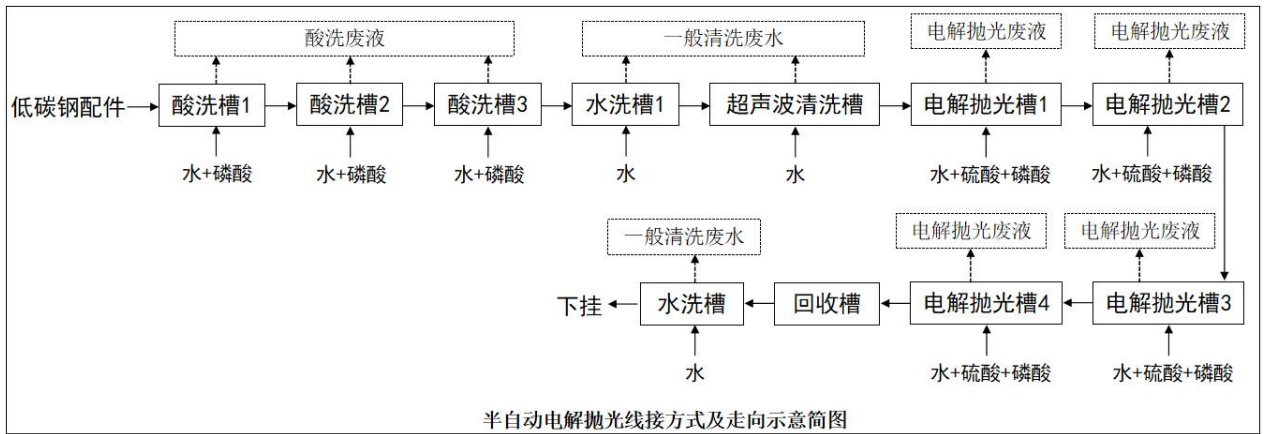 酸洗废液
一般清洗废水
电解抛光废液
电解抛光废液
低碳钢配件
酸洗槽1
酸洗槽2
酸洗槽3
水洗槽1
超声波清洗槽
电解抛光槽1
电解抛光槽2
水+磷酸
水+磷酸
水+磷酸
水
水
水+硫酸+磷酸
水+硫酸+磷酸
一般清洗废水
电解抛光废液
电解抛光废液
下挂
水洗槽
回收槽
电解抛光槽4
电解抛光槽3
水
水+硫酸+磷酸
水+硫酸+磷酸
半自动电解抛光线接方式及走向示意简图